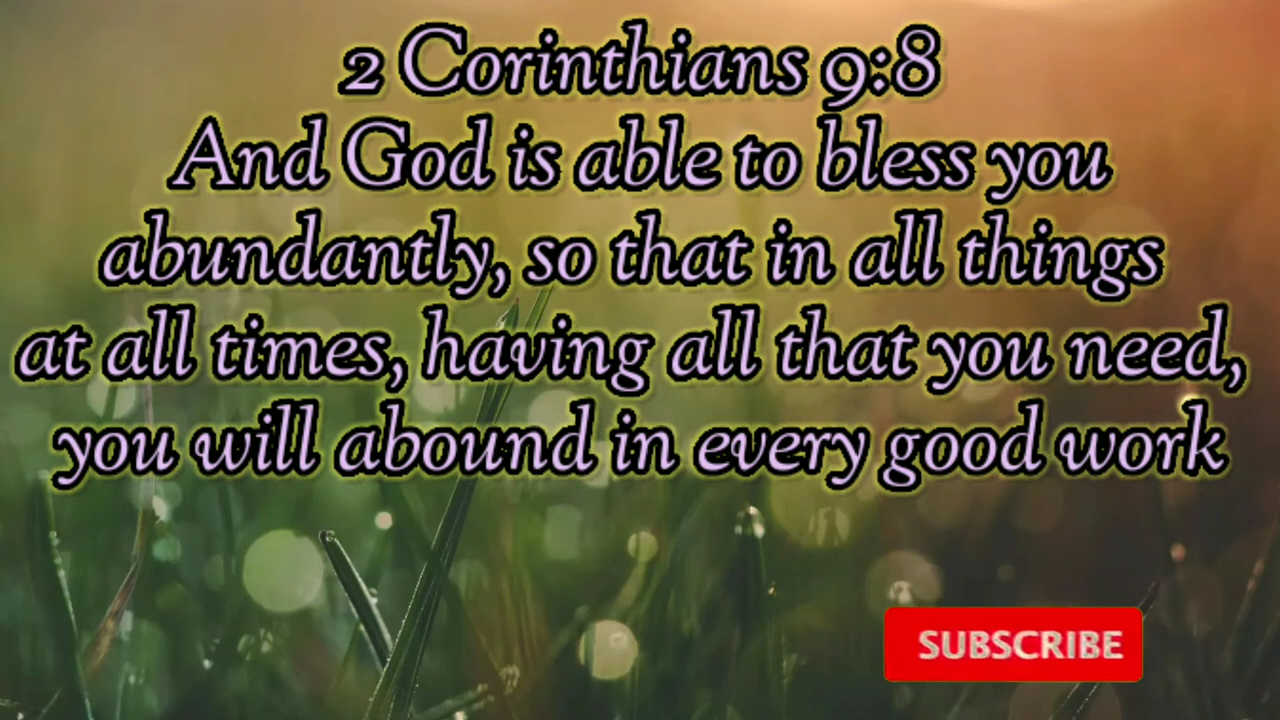 2 Corinthians 9:8
And God is able to bless you
abundantly, so that in all things
at all times, having all that you need,
you will abound in every good work
SUBSCRIBE